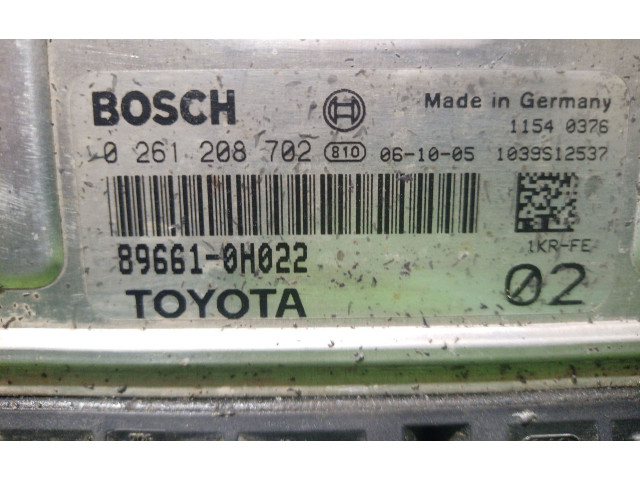 BOSCH Made in Germany
1154 0376
0 261 208 702 810 06-10-05 1039S12537
89661-0H022 1KR-FE
TOYOTA 02